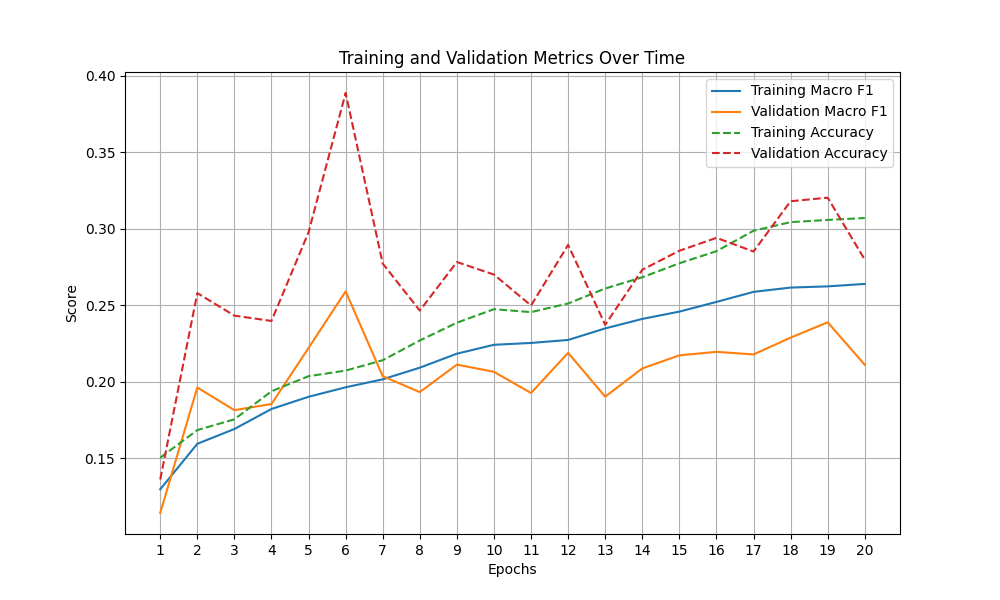 Training and Validation Metrics Over Time
Training Macro F1
Validation Macro F1
Training Accuracy
Validation Accuracy
Score
0.40
0.35
0.30
0.25
0.20
0.15
1 2 3 4 5 6 7 8 9 10 11 12 13 14 15 16 17 18 19 20
Epochs